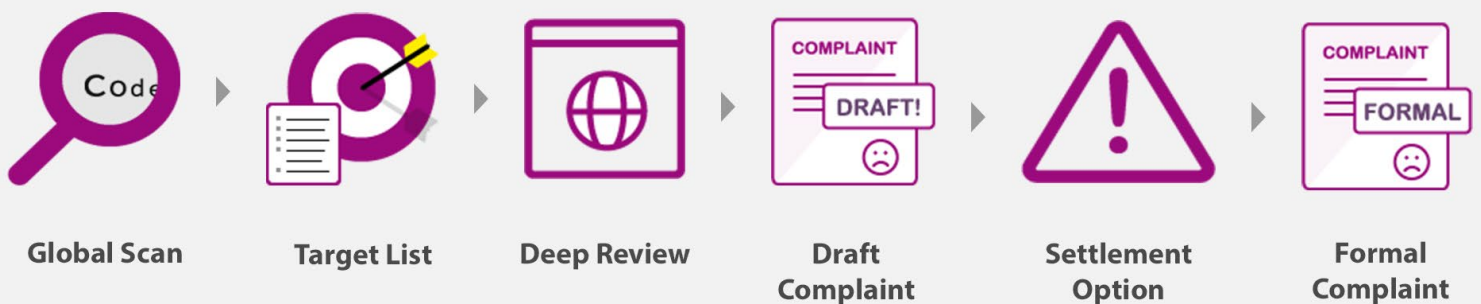 Code
COMPLAINT
DRAFT!
COMPLAINT
FORMAL
Global Scan
Target List
Deep Review
Draft
Complaint
Settlement
Option
Formal
Complaint